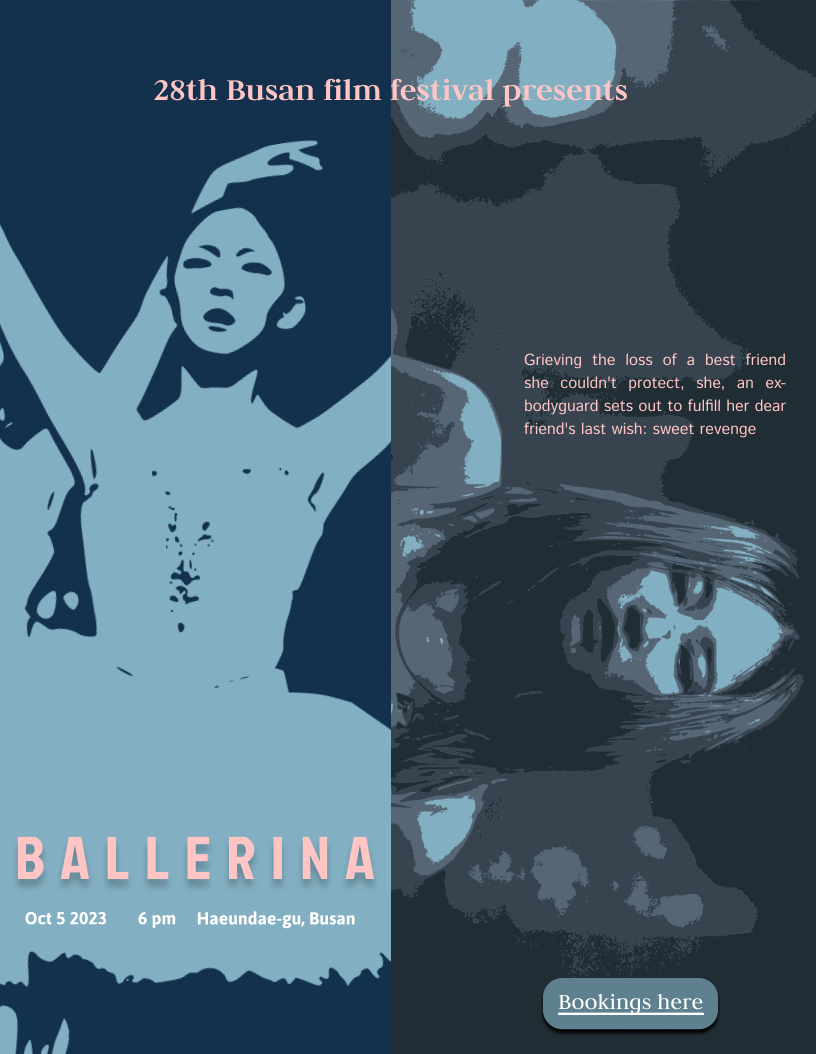 28th Busan film festival presents
Grieving the loss of a best friend
she couldn't protect, she, an ex-
bodyguard sets out to fulfill her dear
friend's last wish: sweet revenge
BALLERINA
Oct 5 2023 6 pm Haeundae-gu, Busan
Bookings here